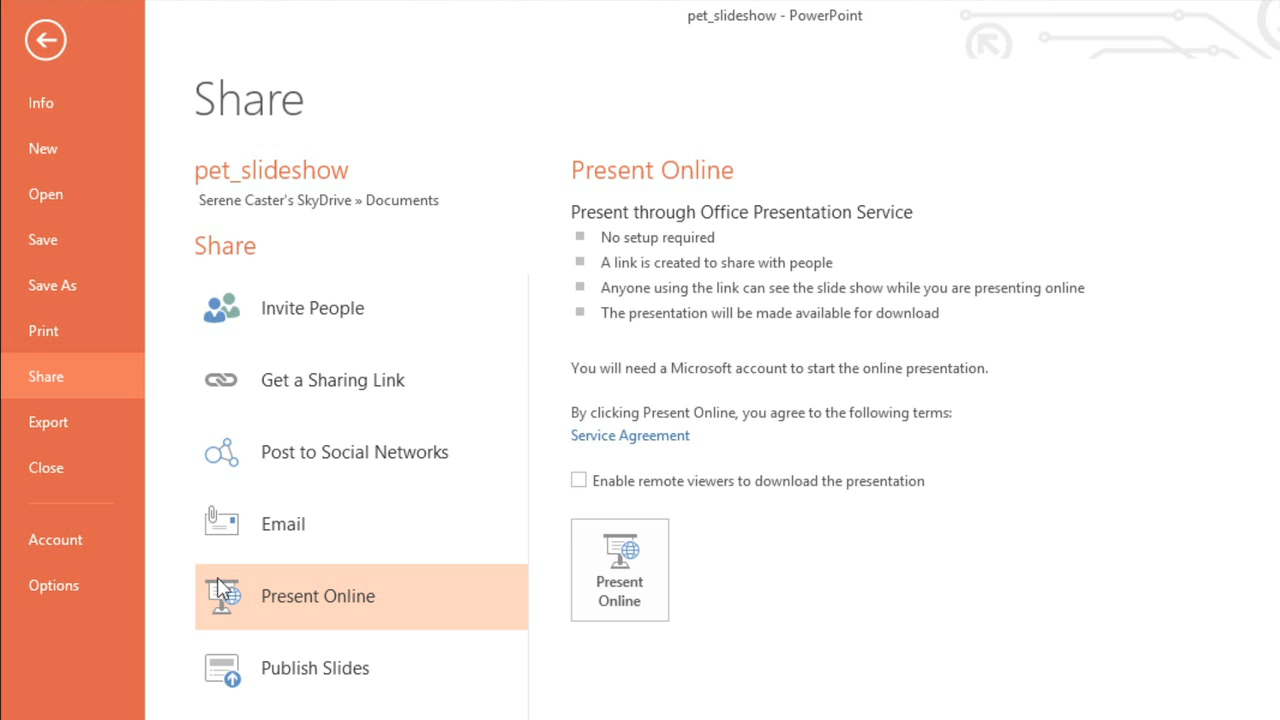 pet_slideshow - PowerPoint
Info
New
Open
Save
Save As
Print
Share
Export
Close
Account
Options
Share
pet_slideshow
Serene Caster's SkyDrive » Documents
Share
Invite People
Get a Sharing Link
Post to Social Networks
Email
Present Online
Publish Slides
Present Online
Present through Office Presentation Service
No setup required
A link is created to share with people
Anyone using the link can see the slide show while you are presenting online
The presentation will be made available for download
You will need a Microsoft account to start the online presentation.
By clicking Present Online, you agree to the following terms:
Service Agreement
Enable remote viewers to download the presentation
Present
Online